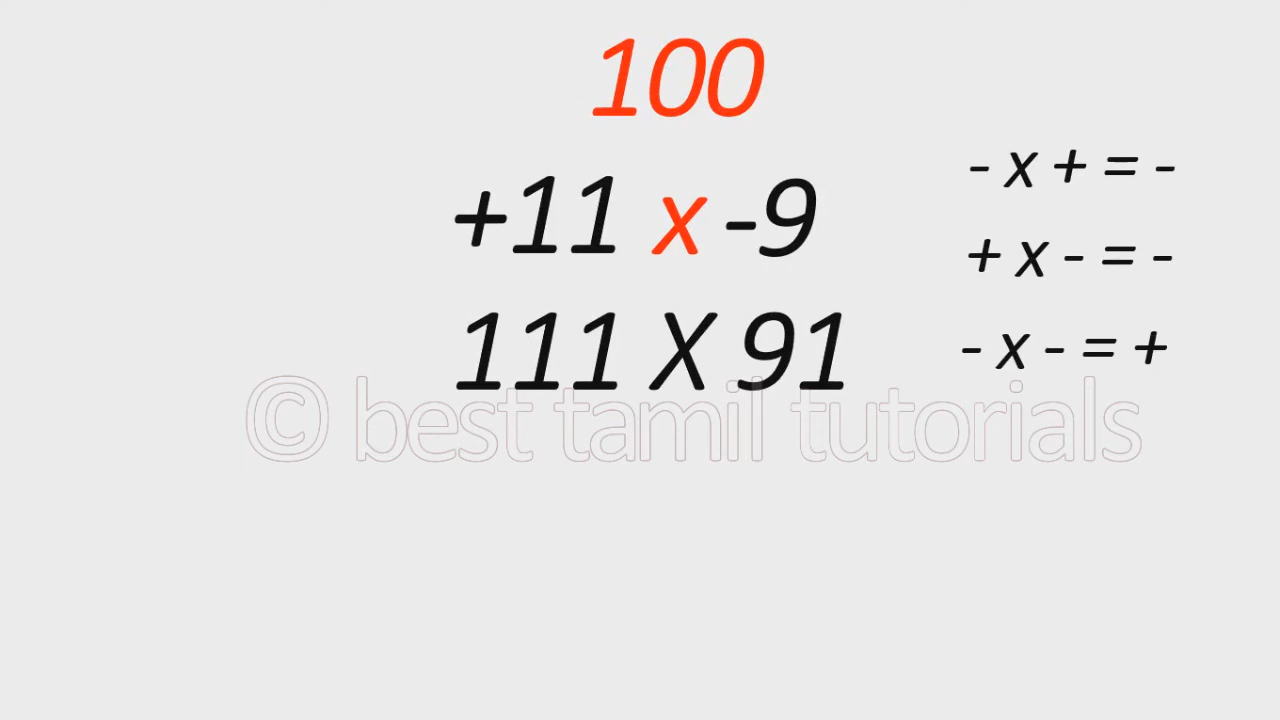 100
+11 x -9
111 X 91
- x + = -
+ x - = -
- x - = +
© best tamil tutorials